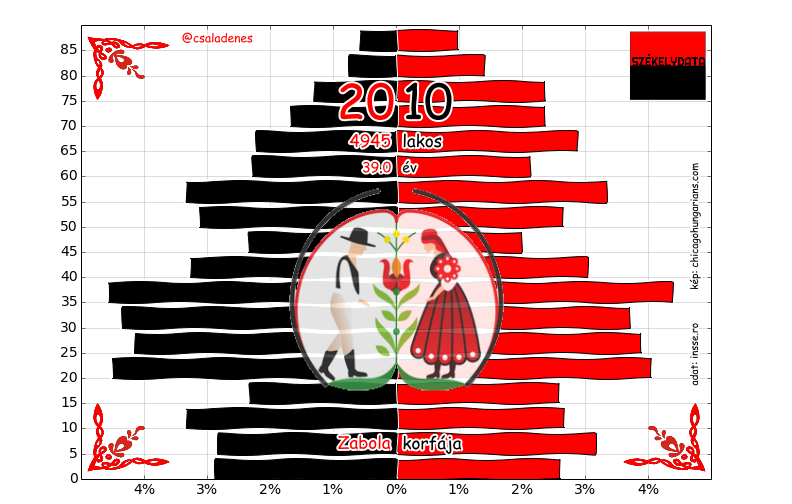 @csaladenes
SZÉKELYDATA
2010
4945 lakos
39.0 év
kép: chicagohungarians.com
adat: insse.ro
Zabola korfája
85
80
75
70
65
60
55
50
45
40
35
30
25
20
15
10
5
0
4% 3% 2% 1% 0% 1% 2% 3% 4%